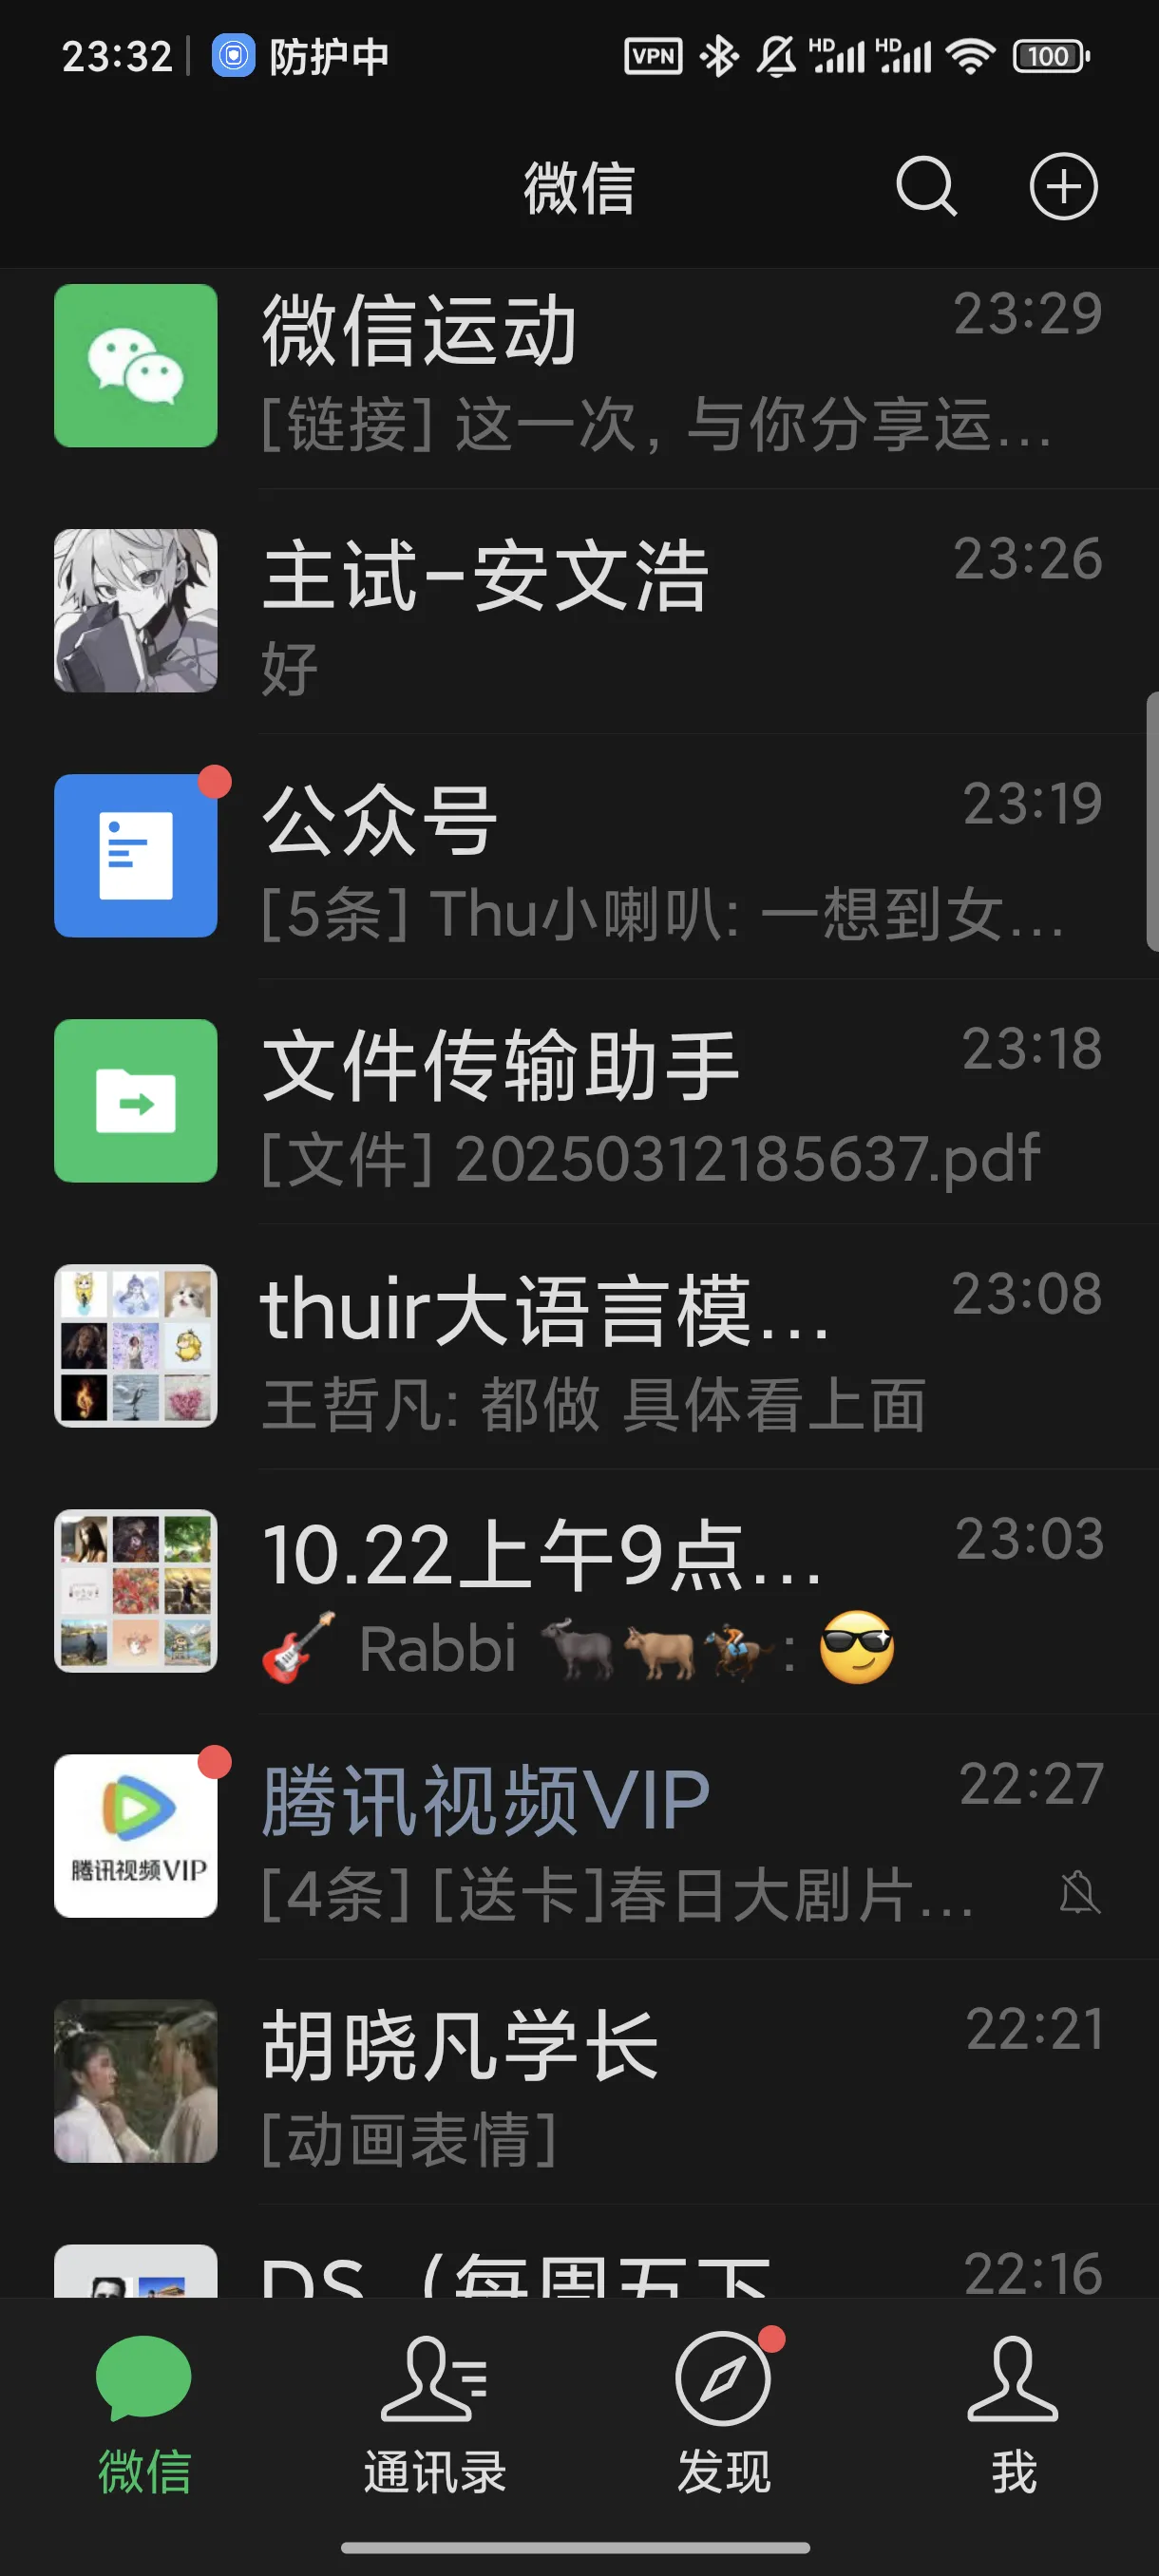 23:32 防护中 VPN HD HD 100
微信
微信运动 23:29
[链接] 这一次，与你分享运...
主试-安文浩 23:26
好
公众号 23:19
[5条] Thu小喇叭: 一想到女...
文件传输助手 23:18
[文件] 20250312185637.pdf
thuir大语言模... 23:08
王哲凡: 都做 具体看上面
10.22上午9点... 23:03
🎸 Rabbi 🐃🐂🏇: 😎
腾讯视频VIP 22:27
腾讯视频VIP
[4条] [送卡]春日大剧片...
胡晓凡学长 22:21
[动画表情]
DS（每周五下 22:16
微信 通讯录 发现 我